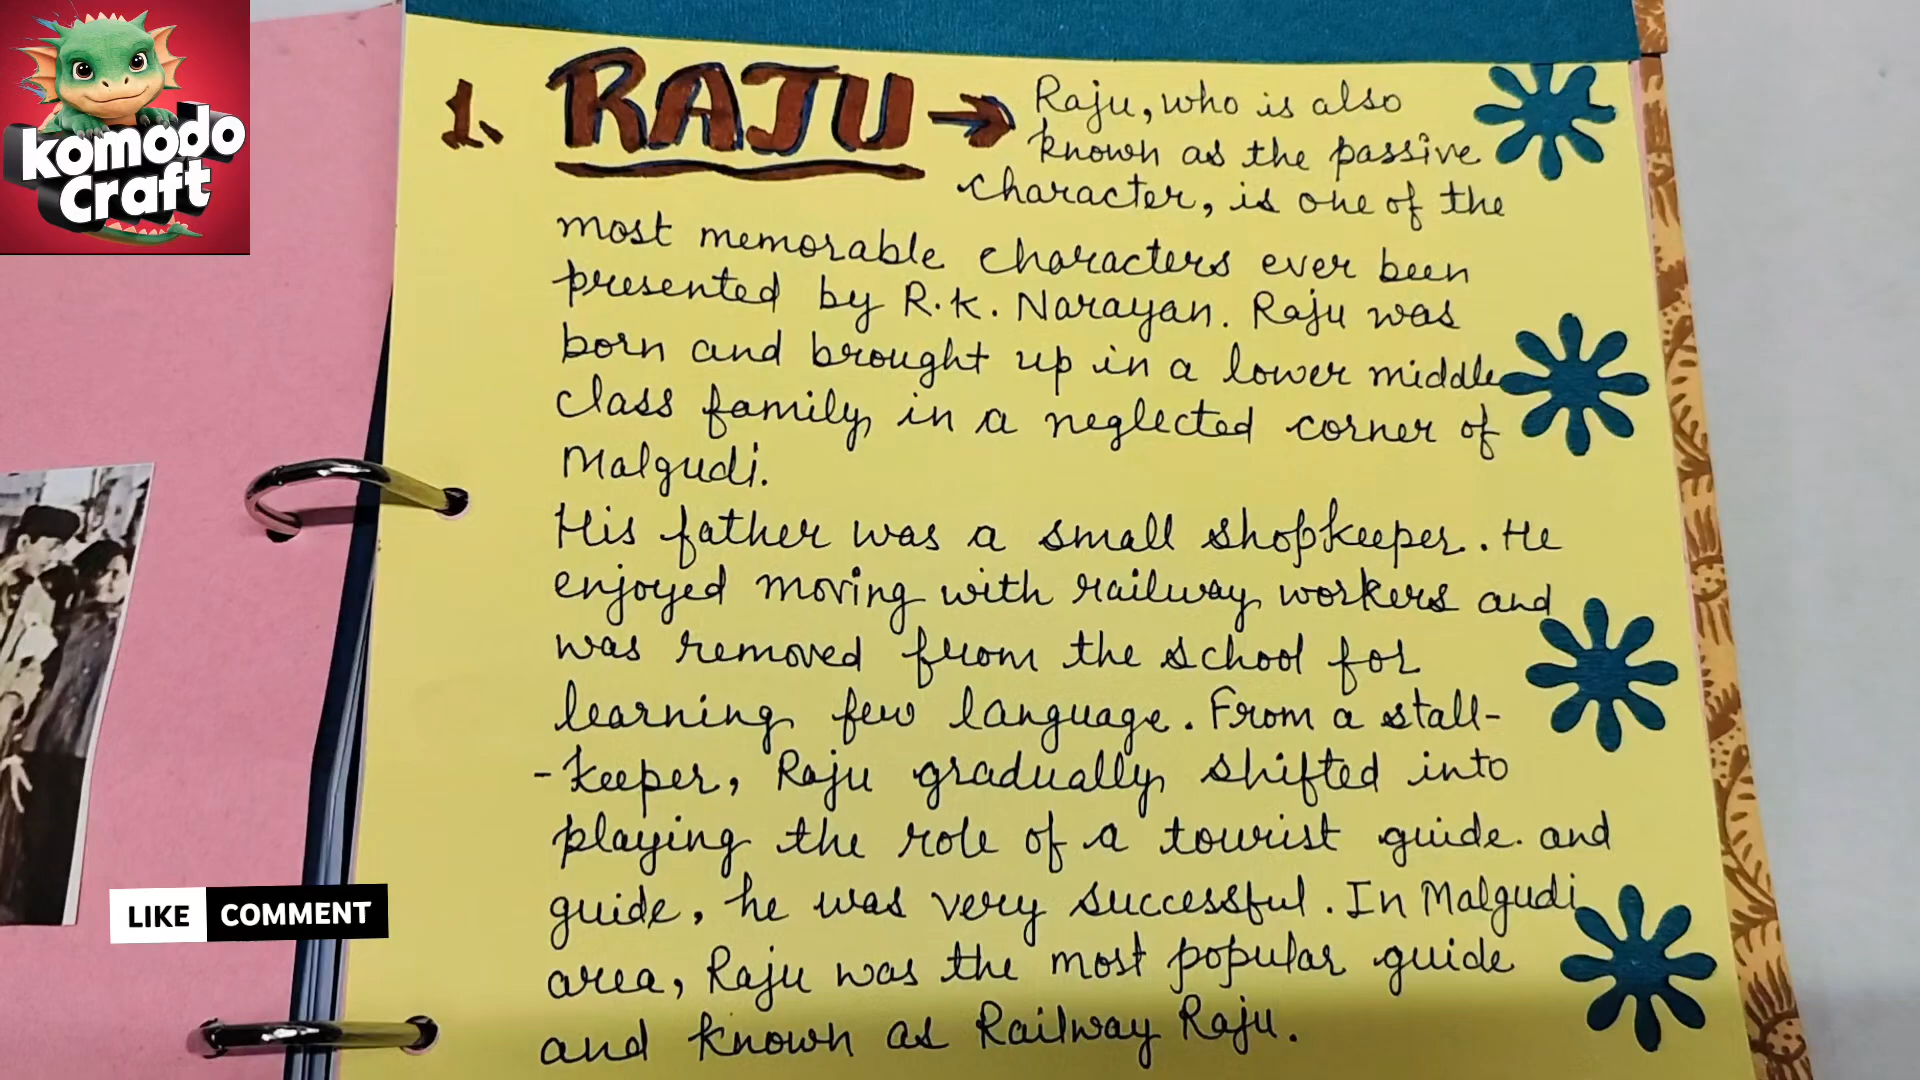 komodo
Craft
1. RAJU → Raju, who is also
known as the passive
character, is one of the
most memorable characters ever been
presented by R.K. Narayan. Raju was
born and brought up in a lower middle
class family in a neglected corner of
Malgudi.
His father was a small shopkeeper. He
enjoyed moving with railway workers and
was removed from the school for
learning few language. From a stall-
-keeper, Raju gradually shifted into
playing the role of a tourist guide. and
guide, he was very successful. In Malgudi
area, Raju was the most popular guide
and known as Railway Raju.
LIKE COMMENT